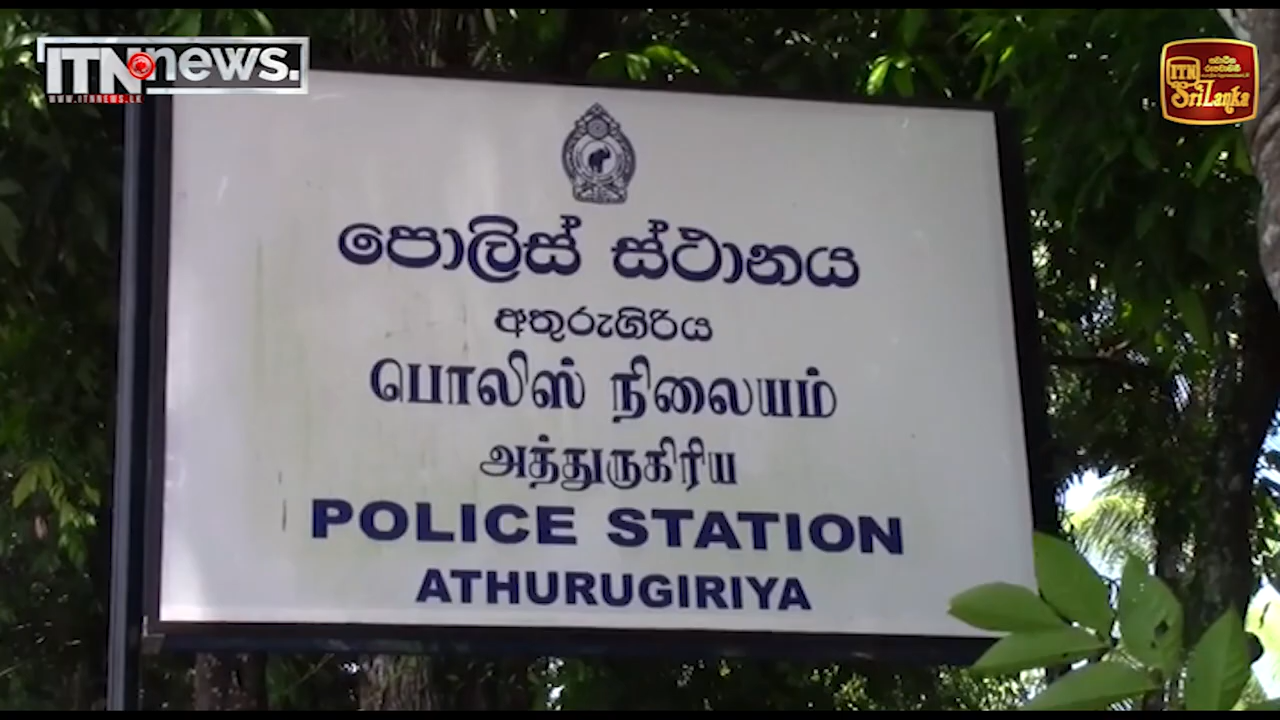 ITN news.
WWW.ITNNEWS.LK
ITN
Sri Lanka
පොලිස් ස්ථානය
අතුරුගිරිය
பொலிஸ் நிலையம்
அத்துருகிரிய
POLICE STATION
ATHURUGIRIYA